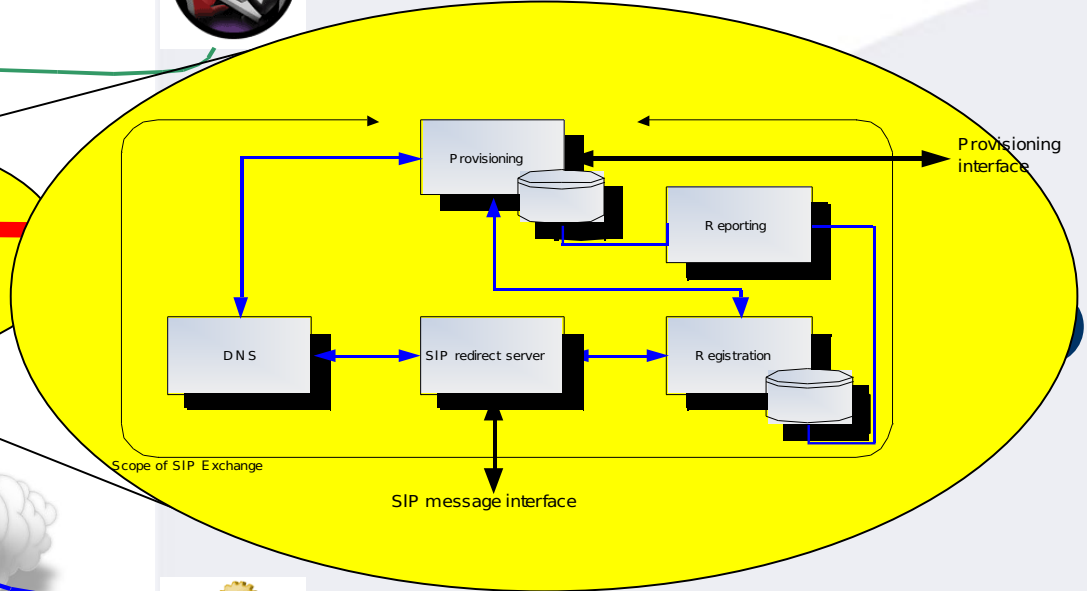 Provisioning
Provisioning
interface
Reporting
DNS
SIP redirect server
Registration
Scope of SIP Exchange
SIP message interface